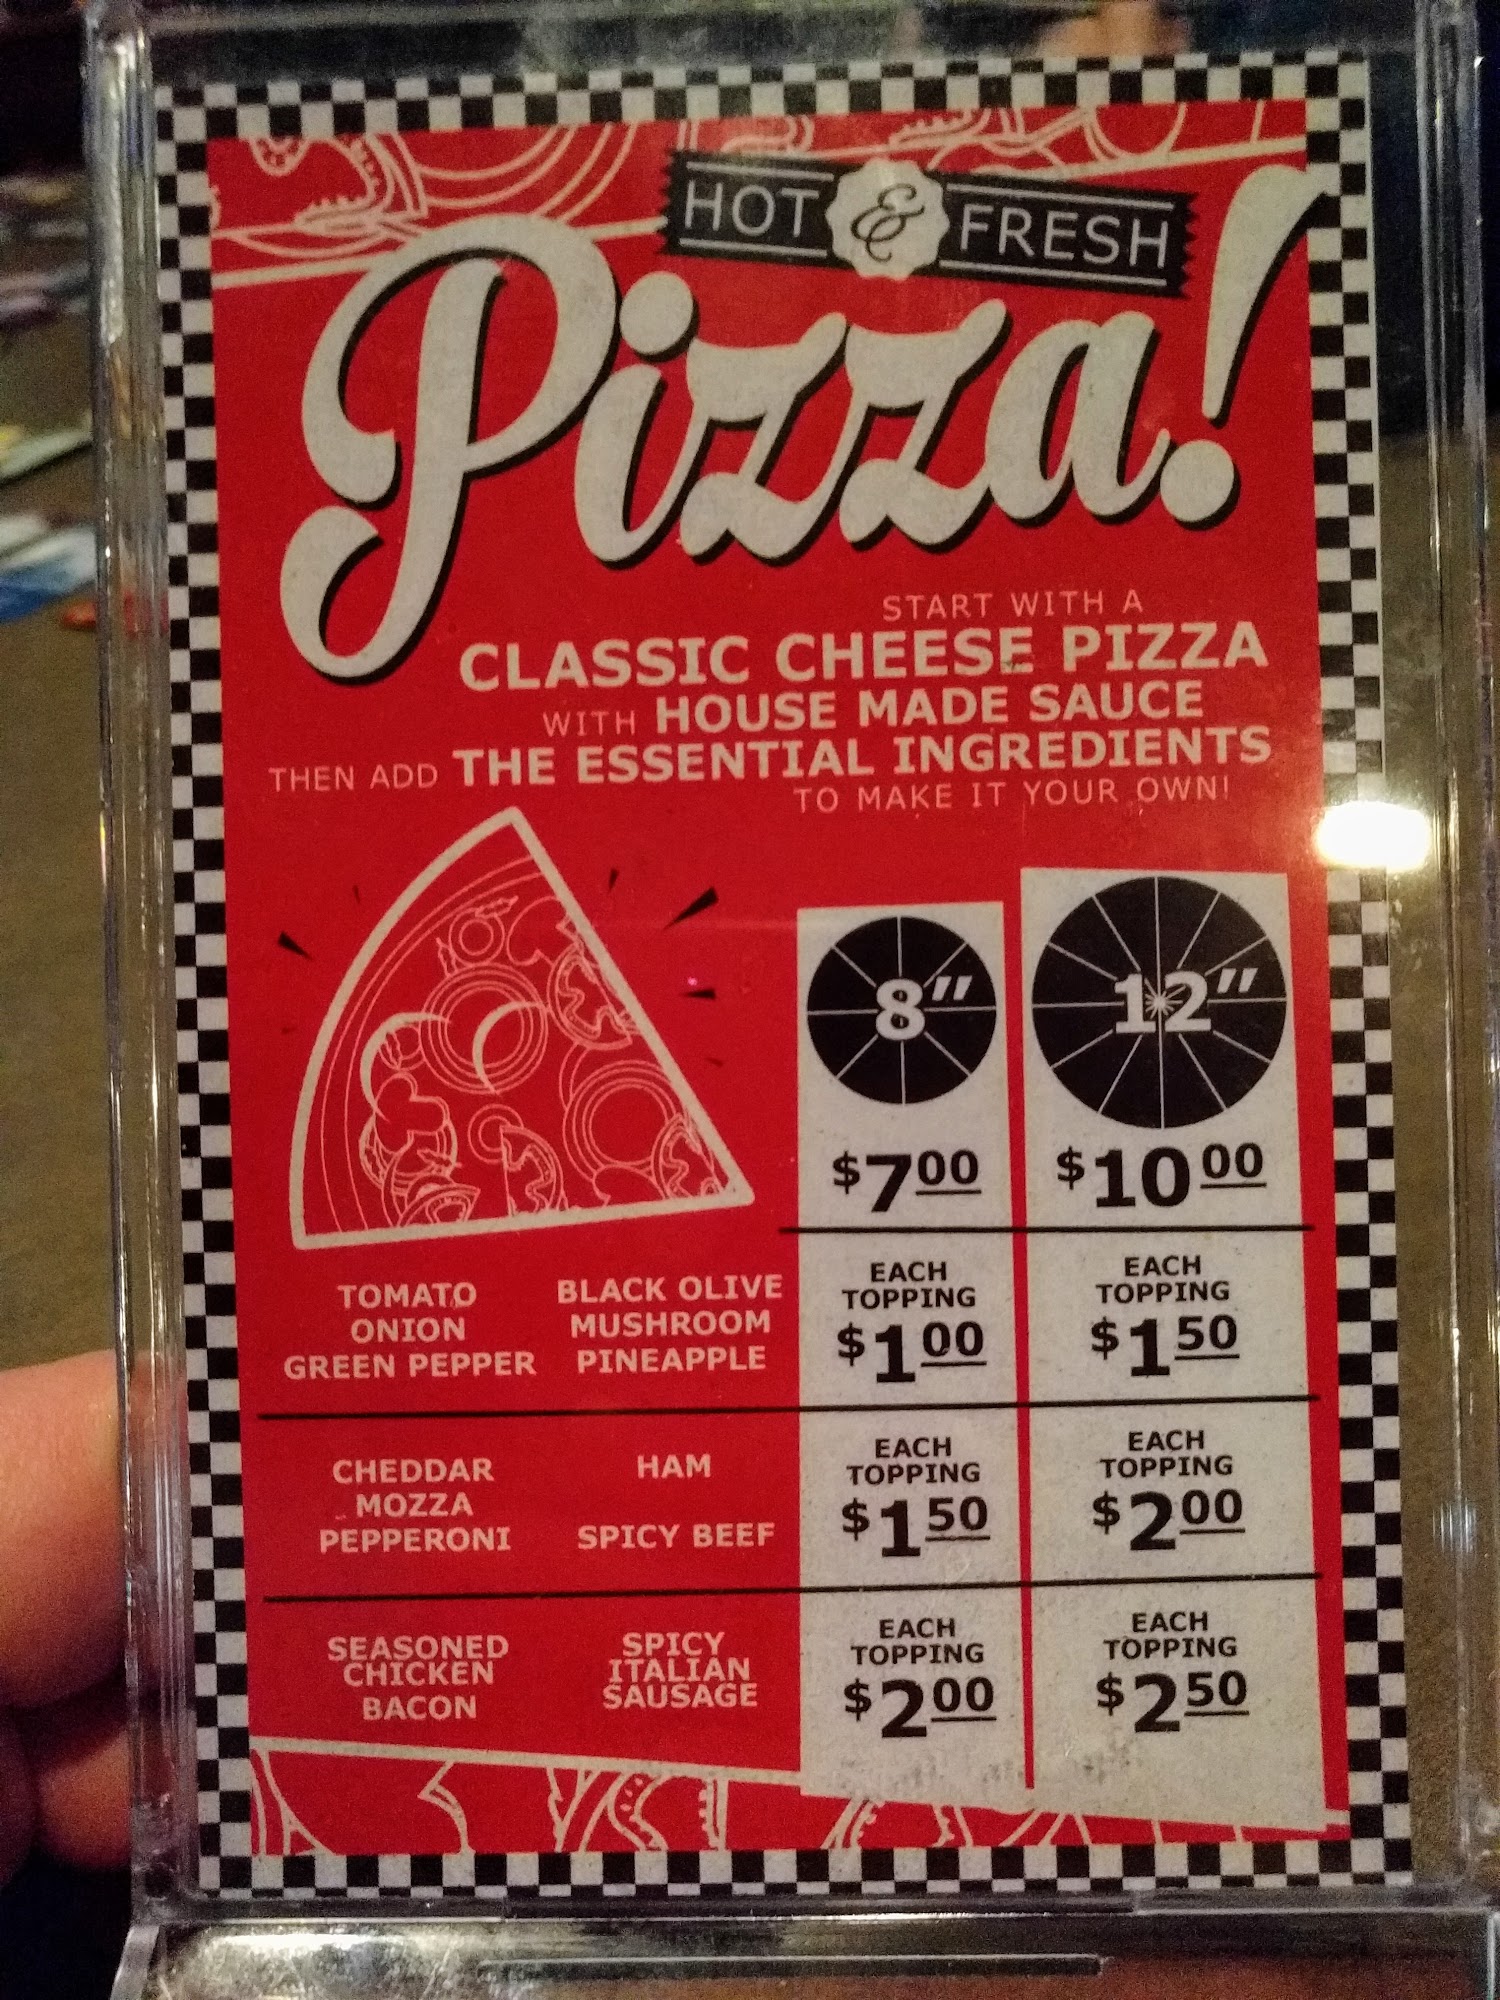 HOT & FRESH
Pizza!
START WITH A
CLASSIC CHEESE PIZZA
WITH HOUSE MADE SAUCE
THEN ADD THE ESSENTIAL INGREDIENTS
TO MAKE IT YOUR OWN!
8" 12"
$7.00 $10.00
TOMATO
ONION
GREEN PEPPER
BLACK OLIVE
MUSHROOM
PINEAPPLE
EACH
TOPPING
$1.00
EACH
TOPPING
$1.50
CHEDDAR
MOZZA
PEPPERONI
HAM
SPICY BEEF
EACH
TOPPING
$1.50
EACH
TOPPING
$2.00
SEASONED
CHICKEN
BACON
SPICY
ITALIAN
SAUSAGE
EACH
TOPPING
$2.00
EACH
TOPPING
$2.50